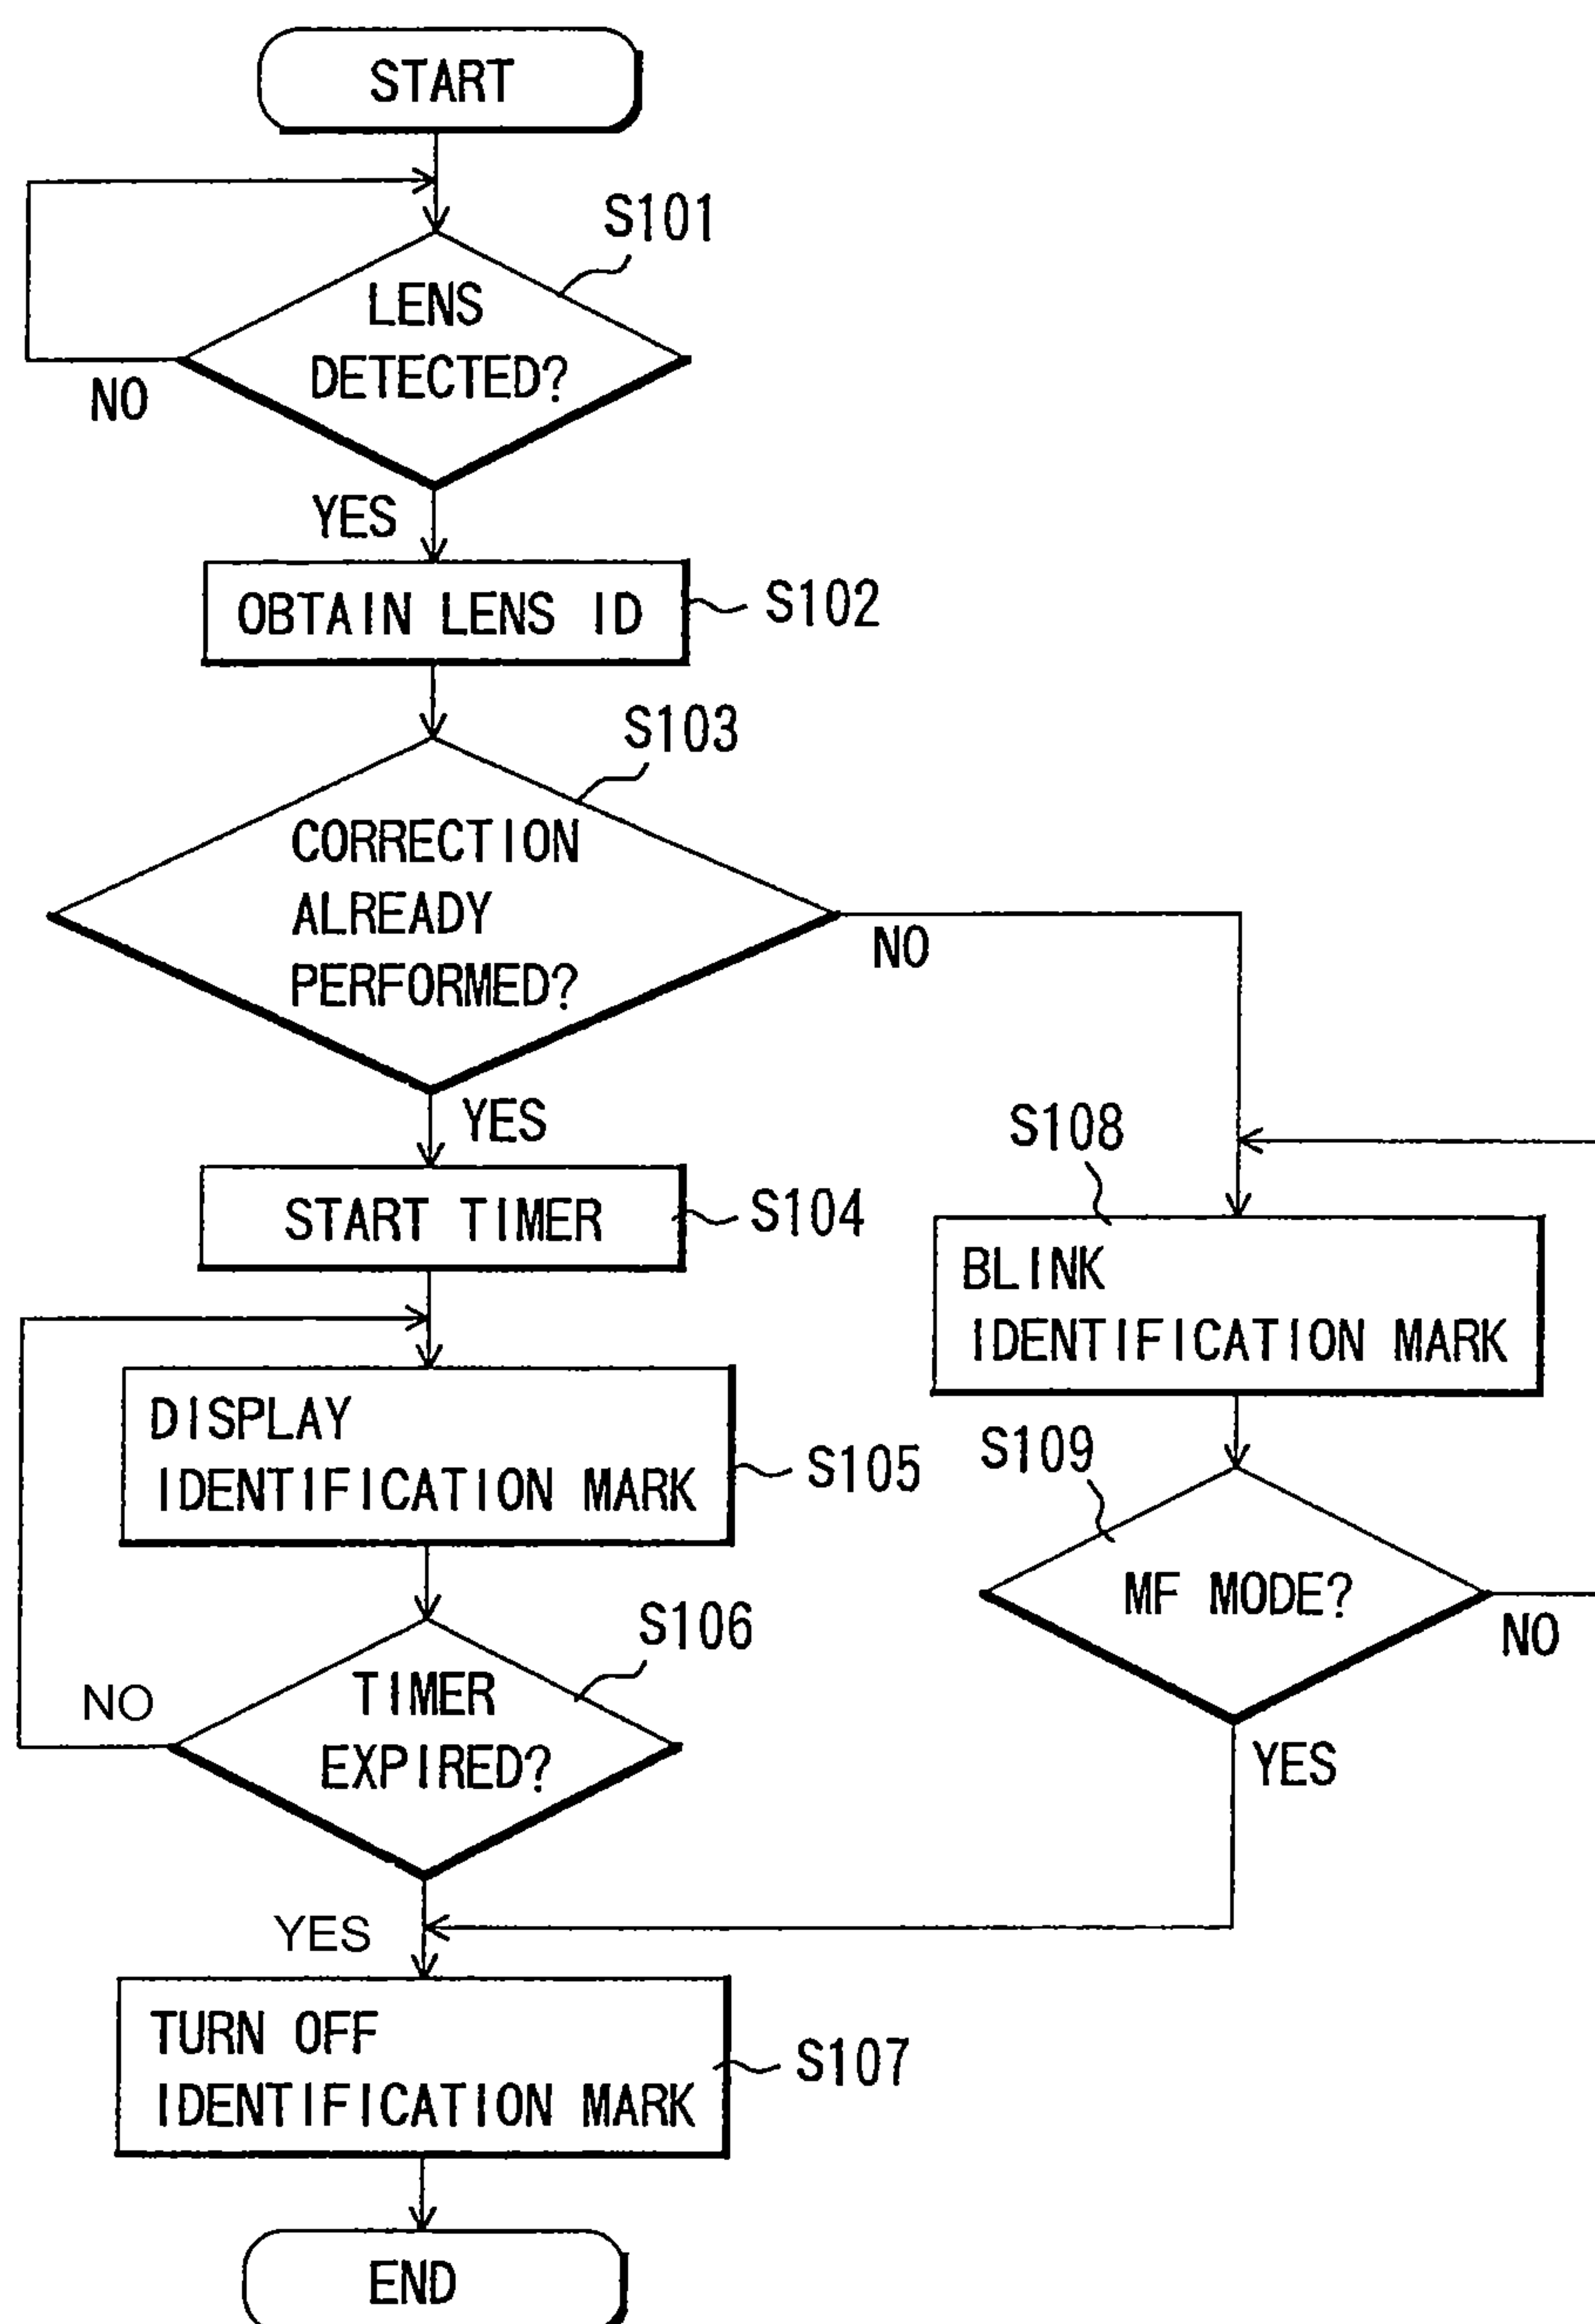 START
S101
LENS
DETECTED?
NO
YES
OBTAIN LENS ID
S102
S103
CORRECTION
ALREADY
PERFORMED?
NO
YES
START TIMER
S104
S108
BLINK
IDENTIFICATION MARK
DISPLAY
IDENTIFICATION MARK
S105
S109
MF MODE?
NO
YES
S106
TIMER
EXPIRED?
NO
YES
TURN OFF
IDENTIFICATION MARK
S107
END